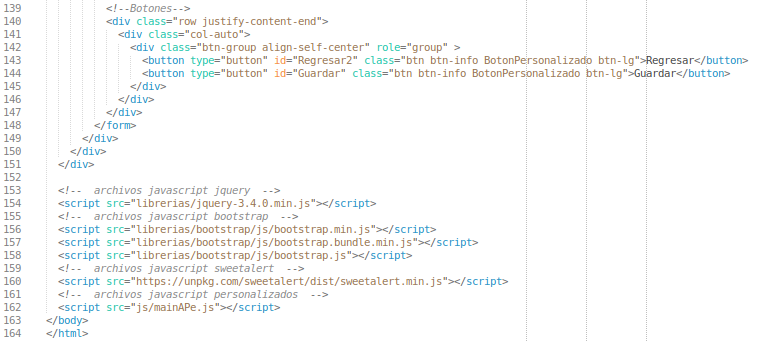 139 <!--Botones-->
140 <div class="row justify-content-end">
141 <div class="col-auto">
142 <div class="btn-group align-self-center" role="group" >
143 <button type="button" id="Regresar2" class="btn btn-info BotonPersonalizado btn-lg">Regresar</button>
144 <button type="button" id="Guardar" class="btn btn-info BotonPersonalizado btn-lg">Guardar</button>
145 </div>
146 </div>
147 </div>
148 </form>
149 </div>
150 </div>
151 </div>
152
153 <!--  archivos javascript jquery  -->
154 <script src="librerias/jquery-3.4.0.min.js"></script>
155 <!-- archivos javascript bootstrap  -->
156 <script src="librerias/bootstrap/js/bootstrap.min.js"></script>
157 <script src="librerias/bootstrap/js/bootstrap.bundle.min.js"></script>
158 <script src="librerias/bootstrap/js/bootstrap.js"></script>
159 <!--  archivos javascript sweetalert  -->
160 <script src="https://unpkg.com/sweetalert/dist/sweetalert.min.js"></script>
161 <!--  archivos javascript personalizados  -->
162 <script src="js/mainAPe.js"></script>
163 </body>
164 </html>